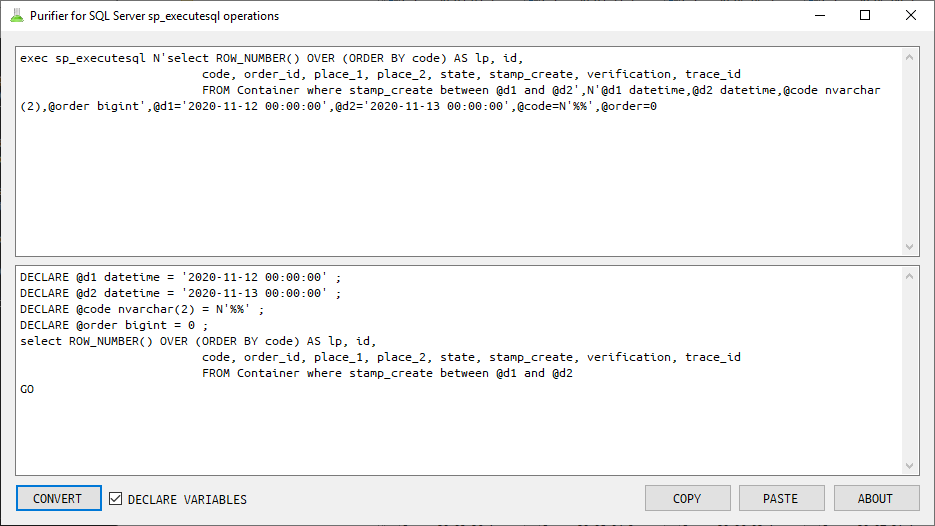 Purifier for SQL Server sp_executesql operations
exec sp_executesql N'select ROW_NUMBER() OVER (ORDER BY code) AS lp, id,
code, order_id, place_1, place_2, state, stamp_create, verification, trace_id
FROM Container where stamp_create between @d1 and @d2',N'@d1 datetime,@d2 datetime,@code nvarchar
(2),@order bigint',@d1='2020-11-12 00:00:00',@d2='2020-11-13 00:00:00',@code=N'%%',@order=0
DECLARE @d1 datetime = '2020-11-12 00:00:00' ;
DECLARE @d2 datetime = '2020-11-13 00:00:00' ;
DECLARE @code nvarchar(2) = N'%%' ;
DECLARE @order bigint = 0 ;
select ROW_NUMBER() OVER (ORDER BY code) AS lp, id,
code, order_id, place_1, place_2, state, stamp_create, verification, trace_id
FROM Container where stamp_create between @d1 and @d2
GO
CONVERT DECLARE VARIABLES COPY PASTE ABOUT